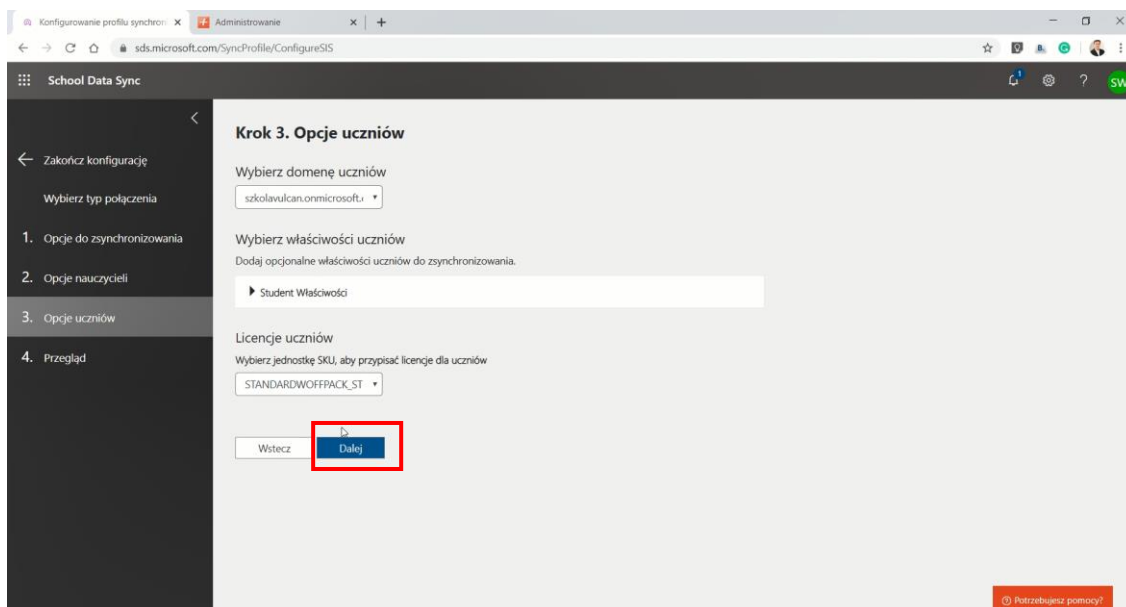 Konfigurowanie profilu synchroni
Administrowanie
sds.microsoft.com/SyncProfile/ConfigureSIS
School Data Sync
1
SW
Krok 3. Opcje uczniów
Zakończ konfigurację
Wybierz domenę uczniów
Wybierz typ połączenia
szkolavulcan.onmicrosoft.
1. Opcje do zsynchronizowania
Wybierz właściwości uczniów
Dodaj opcjonalne właściwości uczniów do zsynchronizowania.
2. Opcje nauczycieli
Student Właściwości
3. Opcje uczniów
Licencje uczniów
4. Przegląd
Wybierz jednostkę SKU, aby przypisać licencje dla uczniów
STANDARDWOFFPACK_ST
Wstecz
Dalej
Potrzebujesz pomocy?